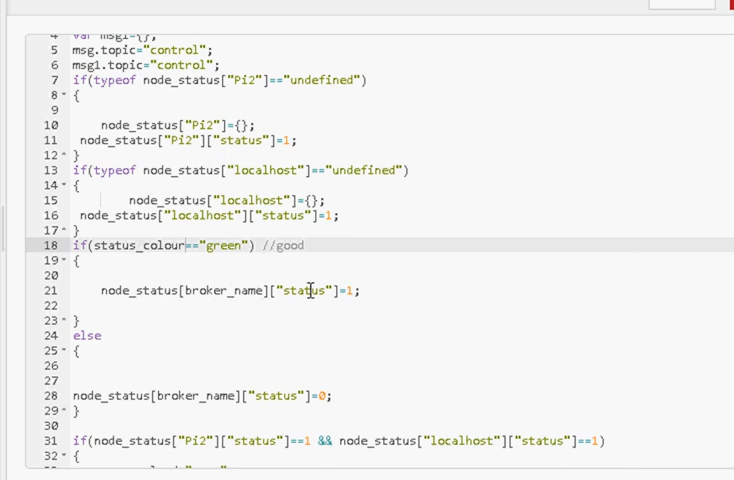 4 var msg1={};
5 msg.topic="control";
6 msg1.topic="control";
7 if(typeof node_status["Pi2"]=="undefined")
8 {
9
10 node_status["Pi2"]={};
11 node_status["Pi2"]["status"]=1;
12 }
13 if(typeof node_status["localhost"]=="undefined")
14 {
15 node_status["localhost"]={};
16 node_status["localhost"]["status"]=1;
17 }
18 if(status_colour=="green") //good
19 {
20
21 node_status[broker_name]["status"]=1;
22
23 }
24 else
25 {
26
27
28 node_status[broker_name]["status"]=0;
29 }
30
31 if(node_status["Pi2"]["status"]==1 && node_status["localhost"]["status"]==1)
32 {